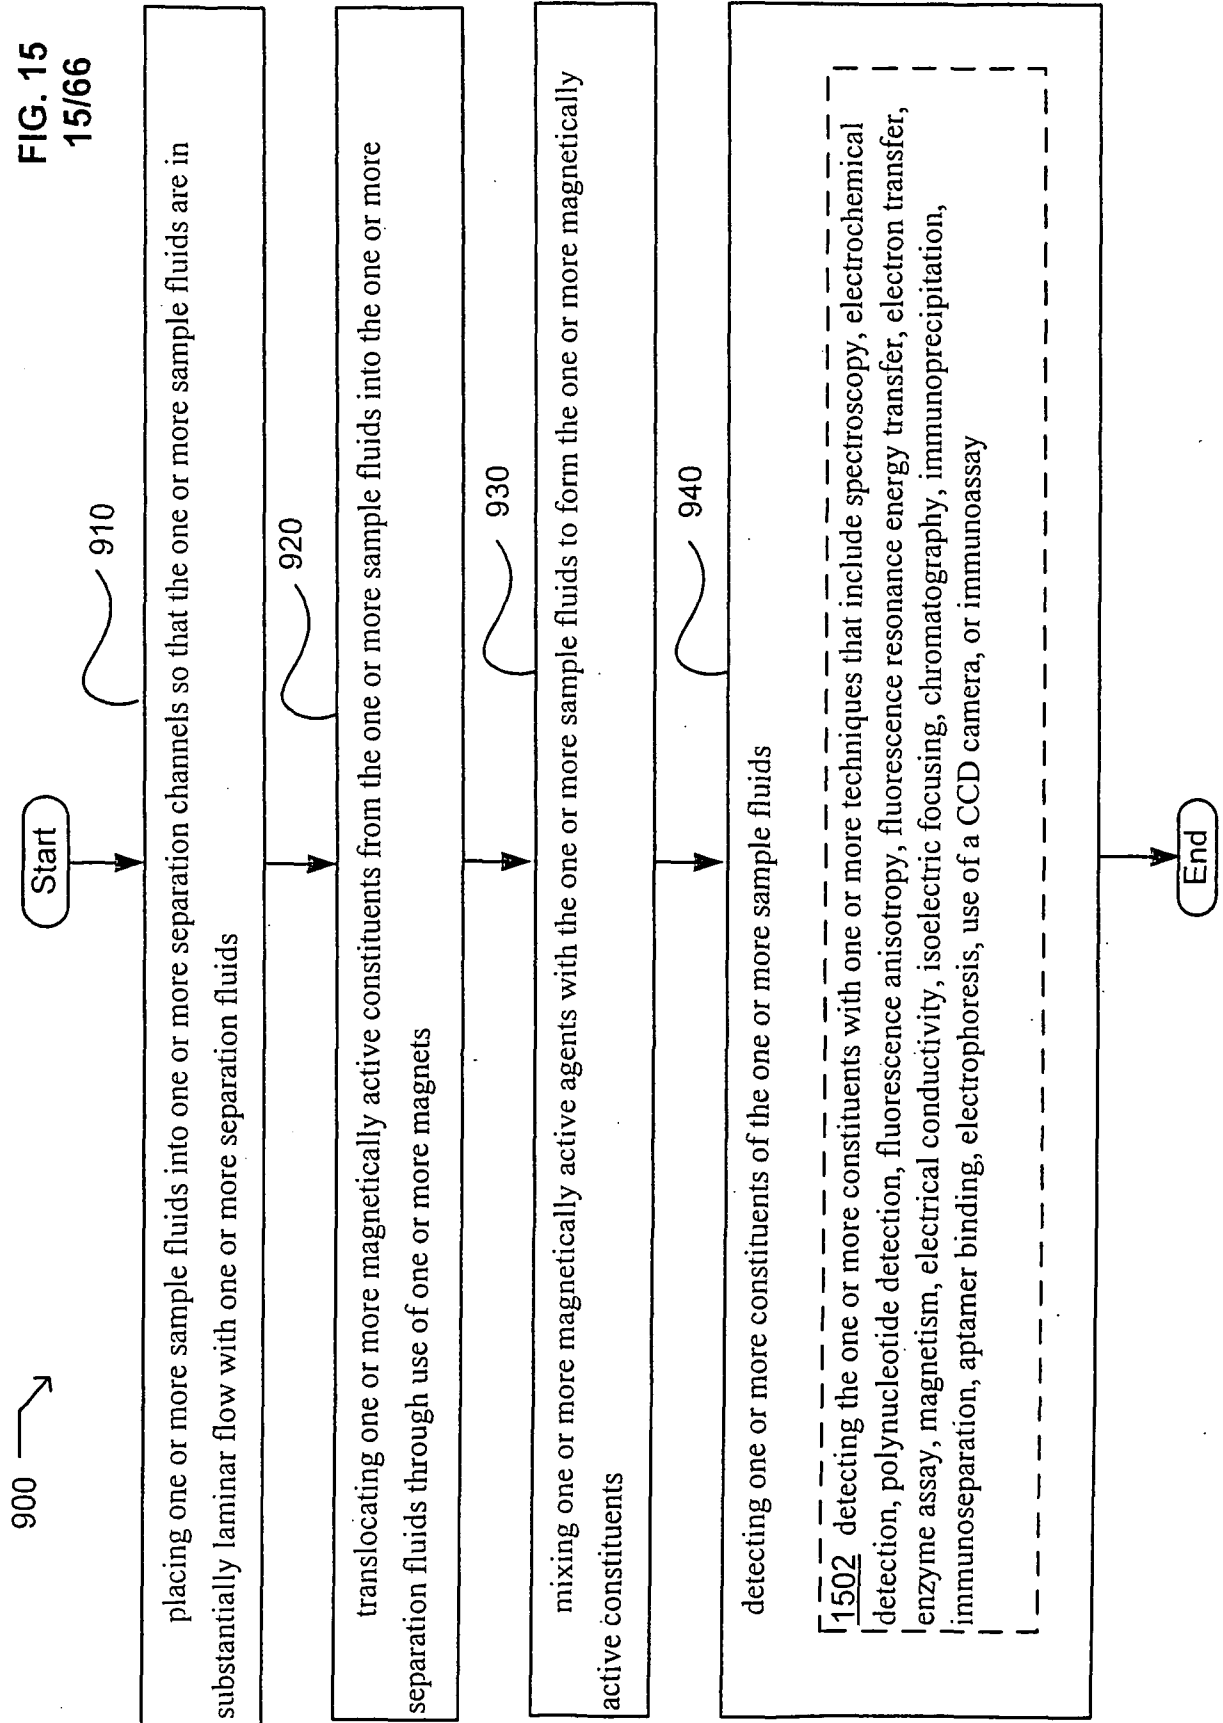 FIG. 15
15/66
900
Start
910
placing one or more sample fluids into one or more separation channels so that the one or more sample fluids are in
substantially laminar flow with one or more separation fluids
920
translocating one or more magnetically active constituents from the one or more sample fluids into the one or more
separation fluids through use of one or more magnets
930
mixing one or more magnetically active agents with the one or more sample fluids to form the one or more magnetically
active constituents
940
detecting one or more constituents of the one or more sample fluids
1502 detecting the one or more constituents with one or more techniques that include spectroscopy, electrochemical
detection, polynucleotide detection, fluorescence anisotropy, fluorescence resonance energy transfer, electron transfer,
enzyme assay, magnetism, electrical conductivity, isoelectric focusing, chromatography, immunoprecipitation,
immunoseparation, aptamer binding, electrophoresis, use of a CCD camera, or immunoassay
End